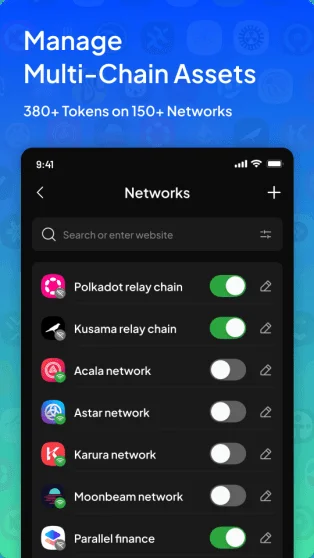 Manage
Multi-Chain Assets
380+ Tokens on 150+ Networks
9:41
Networks
Search or enter website
Polkadot relay chain
Kusama relay chain
Acala network
Astar network
Karura network
Moonbeam network
Parallel finance